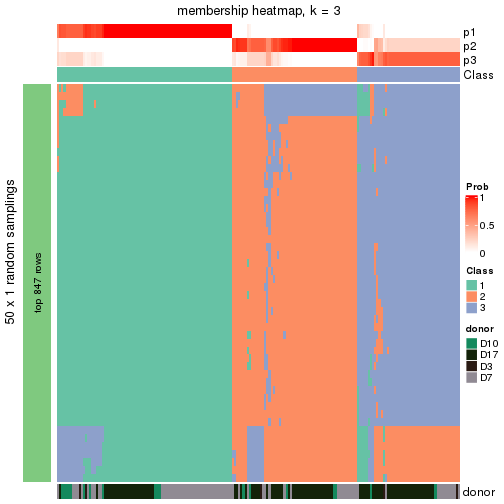 membership heatmap, k = 3
p1
p2
p3
Class
50 x 1 random samplings
top 847 rows
Prob
1
0.5
0
Class
1
2
3
donor
D10
D17
D3
D7
donor